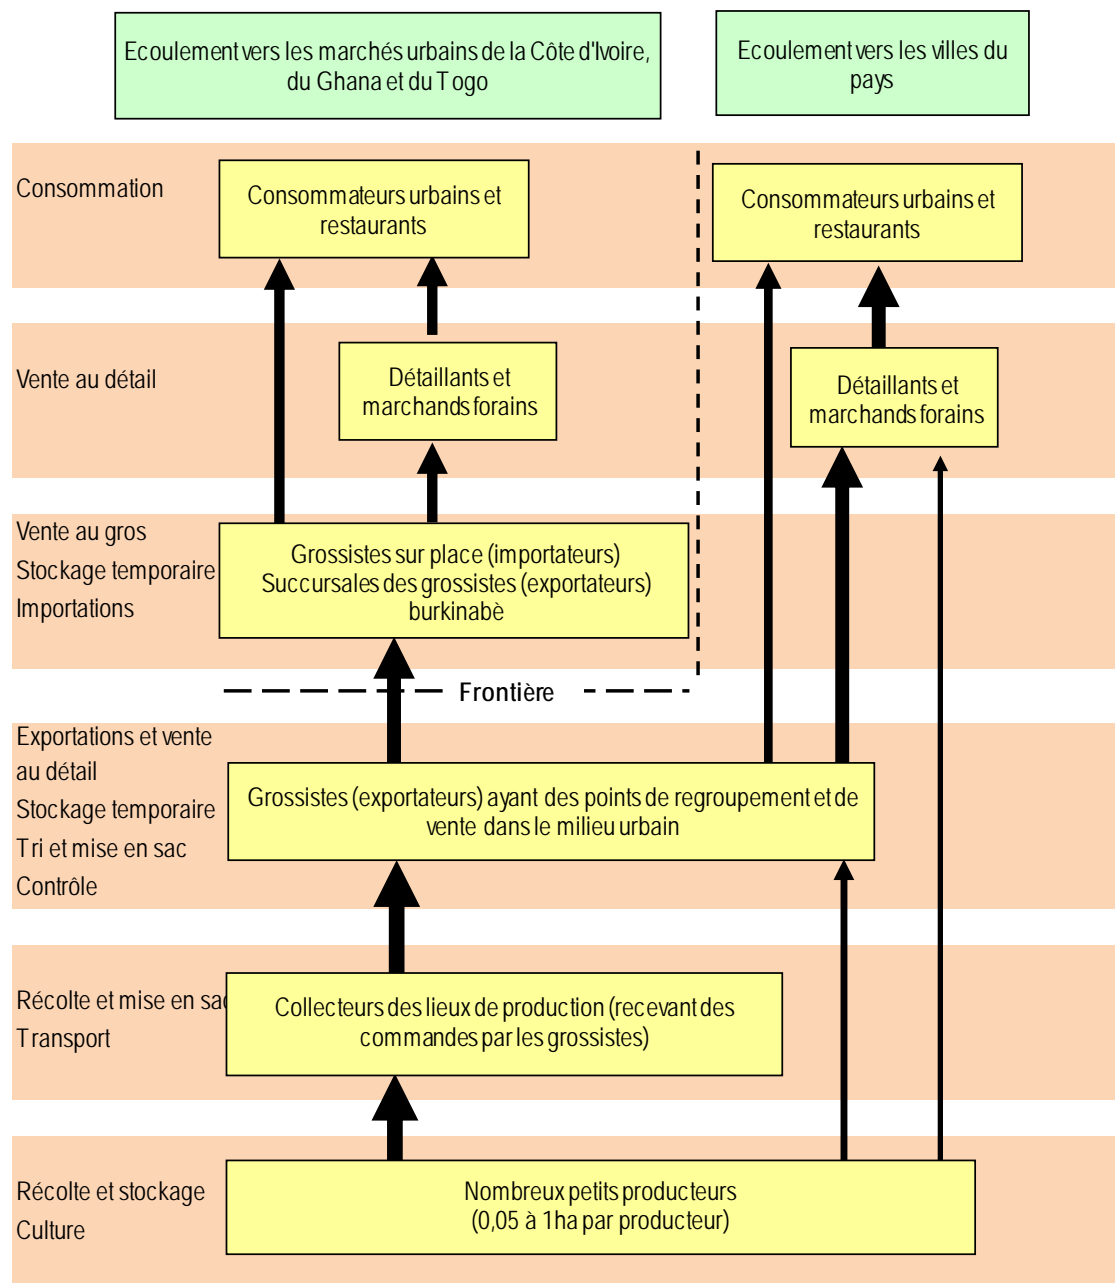 Ecoulement vers les marchés urbains de la Côte d'Ivoire,
du Ghana et du Togo
Ecoulement vers les villes du
pays
Consommation
Consommateurs urbains et
restaurants
Consommateurs urbains et
restaurants
Vente au détail
Détaillants et
marchands forains
Détaillants et
marchands forains
Vente au gros
Stockage temporaire
Importations
Grossistes sur place (importateurs)
Succursales des grossistes (exportateurs)
burkinabè
Frontière
Exportations et vente
au détail
Stockage temporaire
Tri et mise en sac
Contrôle
Grossistes (exportateurs) ayant des points de regroupement et de
vente dans le milieu urbain
Récolte et mise en sac
Transport
Collecteurs des lieux de production (recevant des
commandes par les grossistes)
Récolte et stockage
Culture
Nombreux petits producteurs
(0,05 à 1ha par producteur)